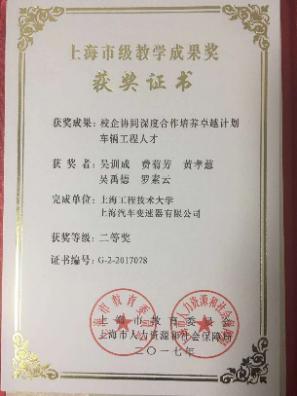 上海市级教学成果奖
获奖证书
获奖成果：校企协同深度合作培养卓越计划
车辆工程人才
获 奖 者：吴训成 费菊芳 黄孝慈
吴禹德 罗素云
完成单位：上海工程技术大学
上海汽车变速器有限公司
获奖等级：二等奖
证书编号：G-2-2017078
上海市教育委员会
上海市人力资源和社会保障局
二〇一七年